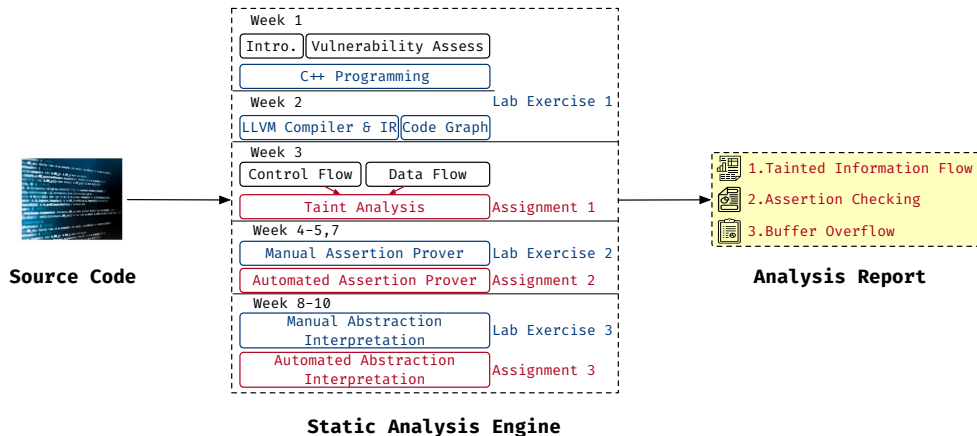 Week 1
Intro.
Vulnerability Assess
C++ Programming
Lab Exercise 1
Week 2
LLVM Compiler & IR
Code Graph
Week 3
Control Flow
Data Flow
Taint Analysis
Assignment 1
Week 4-5,7
Manual Assertion Prover
Lab Exercise 2
Automated Assertion Prover
Assignment 2
Week 8-10
Manual Abstraction
Interpretation
Lab Exercise 3
Automated Abstraction
Interpretation
Assignment 3
Source Code
Static Analysis Engine
1.Tainted Information Flow
2.Assertion Checking
3.Buffer Overflow
Analysis Report